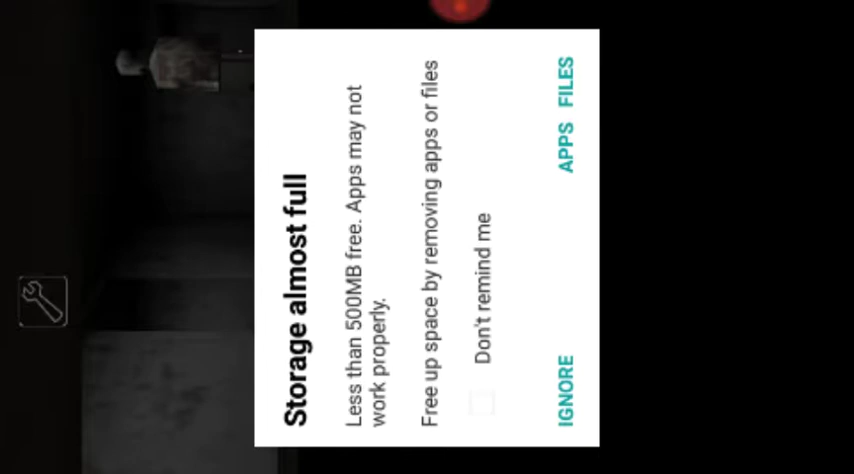 Storage almost full
Less than 500MB free. Apps may not
work properly.
Free up space by removing apps or files
Don't remind me
IGNORE APPS FILES